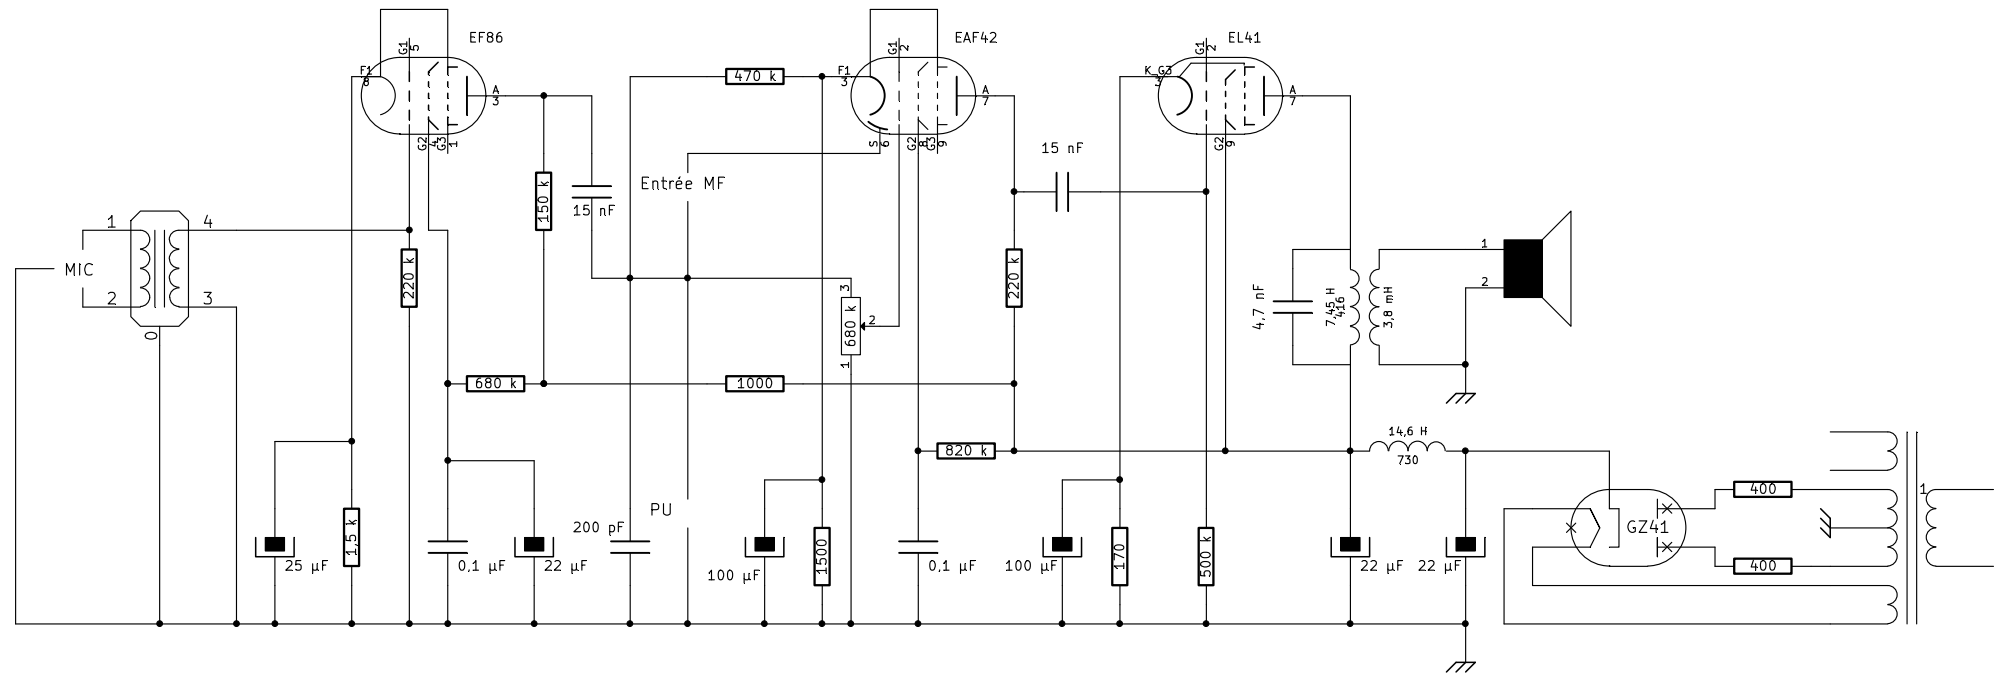 EF86
G1
5
F1
8
A
3
G2
4
G3
1
EAF42
G1
2
F1
3
A
7
S
6
G2
8
G3
9
EL41
G1
2
K_G3
3
A
7
G2
9
470 k
150 k
15 nF
Entrée MF
15 nF
1
2
MIC
4
3
0
220 k
3
680 k
2
1
220 k
4,7 nF
7,45 H
416
3,8 mH
1
2
680 k
1000
820 k
14,6 H
730
1,5 k
25 µF
0,1 µF
22 µF
200 pF
PU
100 µF
1500
0,1 µF
100 µF
170
500 k
22 µF
22 µF
GZ41
400
400
1